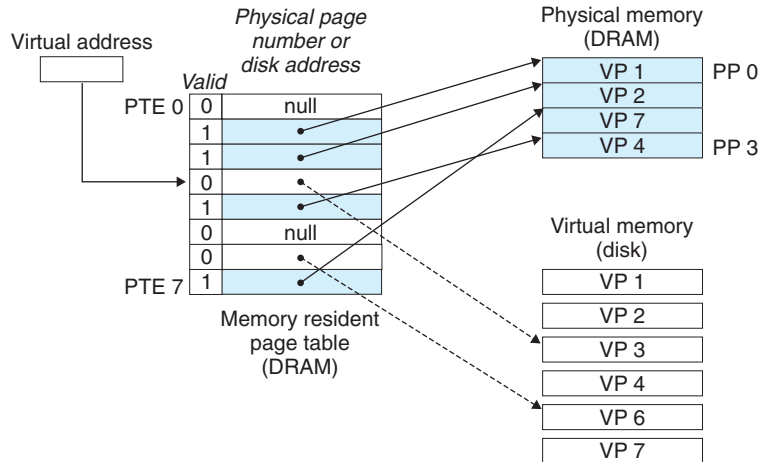 Virtual address
Physical page
number or
disk address
Valid
PTE 0
0
null
1
1
0
1
0
null
0
PTE 7
1
Memory resident
page table
(DRAM)
Physical memory
(DRAM)
VP 1
PP 0
VP 2
VP 7
VP 4
PP 3
Virtual memory
(disk)
VP 1
VP 2
VP 3
VP 4
VP 6
VP 7